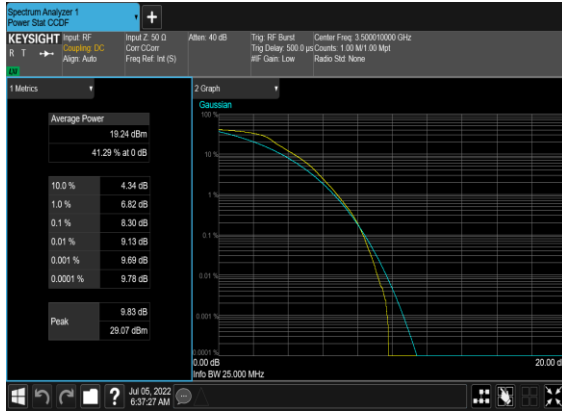 Spectrum Analyzer 1
Power Stat CCDF
KEYSIGHT
R T
LU
Input: RF
Coupling: DC
Align: Auto
Input Z: 50 Ω
Corr CCorr
Freq Ref: Int (S)
Atten: 40 dB
Trig: RF Burst
Trig Delay: 500.0 µs
#IF Gain: Low
Center Freq: 3.500010000 GHz
Counts: 1.00 M/1.00 Mpt
Radio Std: None
1 Metrics
Average Power
19.24 dBm
41.29 % at 0 dB
10.0 % 4.34 dB
1.0 % 6.82 dB
0.1 % 8.30 dB
0.01 % 9.13 dB
0.001 % 9.69 dB
0.0001 % 9.78 dB
Peak
9.83 dB
29.07 dBm
2 Graph
Gaussian
100 %
10 %
1 %
0.1 %
0.01 %
0.001 %
0.0001 %
0.00 dB
20.00 d
Info BW 25.000 MHz
?
Jul 05, 2022
6:37:27 AM